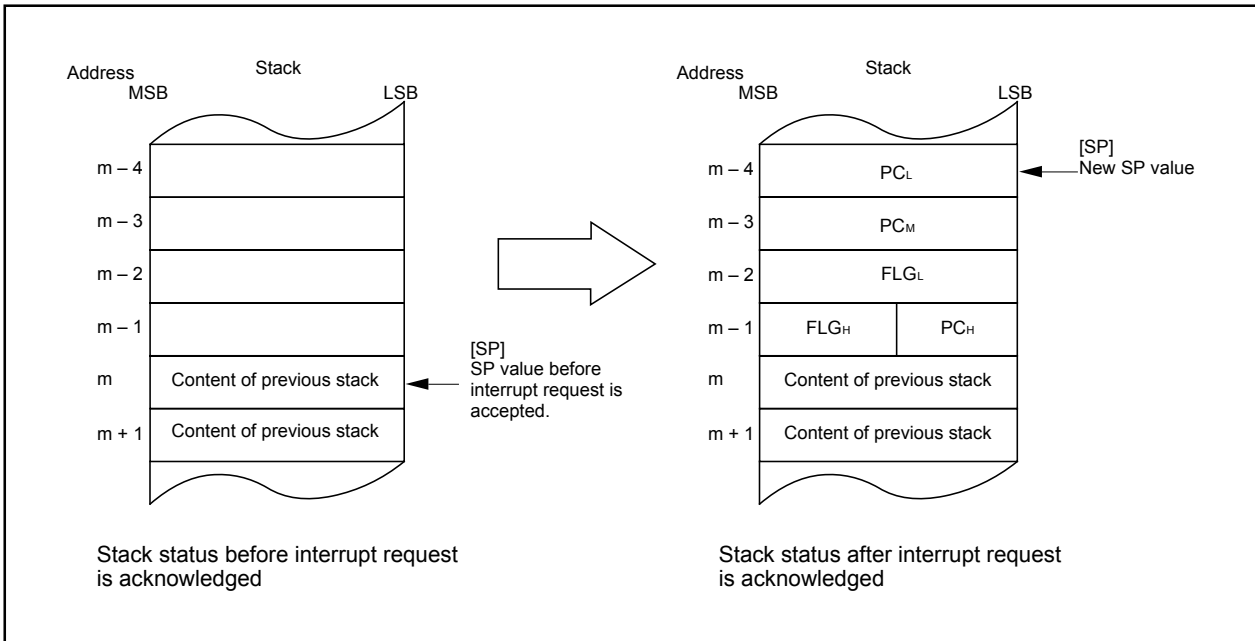 Address
Stack
MSB
LSB
m – 4
m – 3
m – 2
m – 1
m
Content of previous stack
m + 1
Content of previous stack
[SP]
SP value before
interrupt request is
accepted.
Stack status before interrupt request
is acknowledged
Address
Stack
MSB
LSB
m – 4
PCL
[SP]
New SP value
m – 3
PCM
m – 2
FLGL
m – 1
FLGH
PCH
m
Content of previous stack
m + 1
Content of previous stack
Stack status after interrupt request
is acknowledged